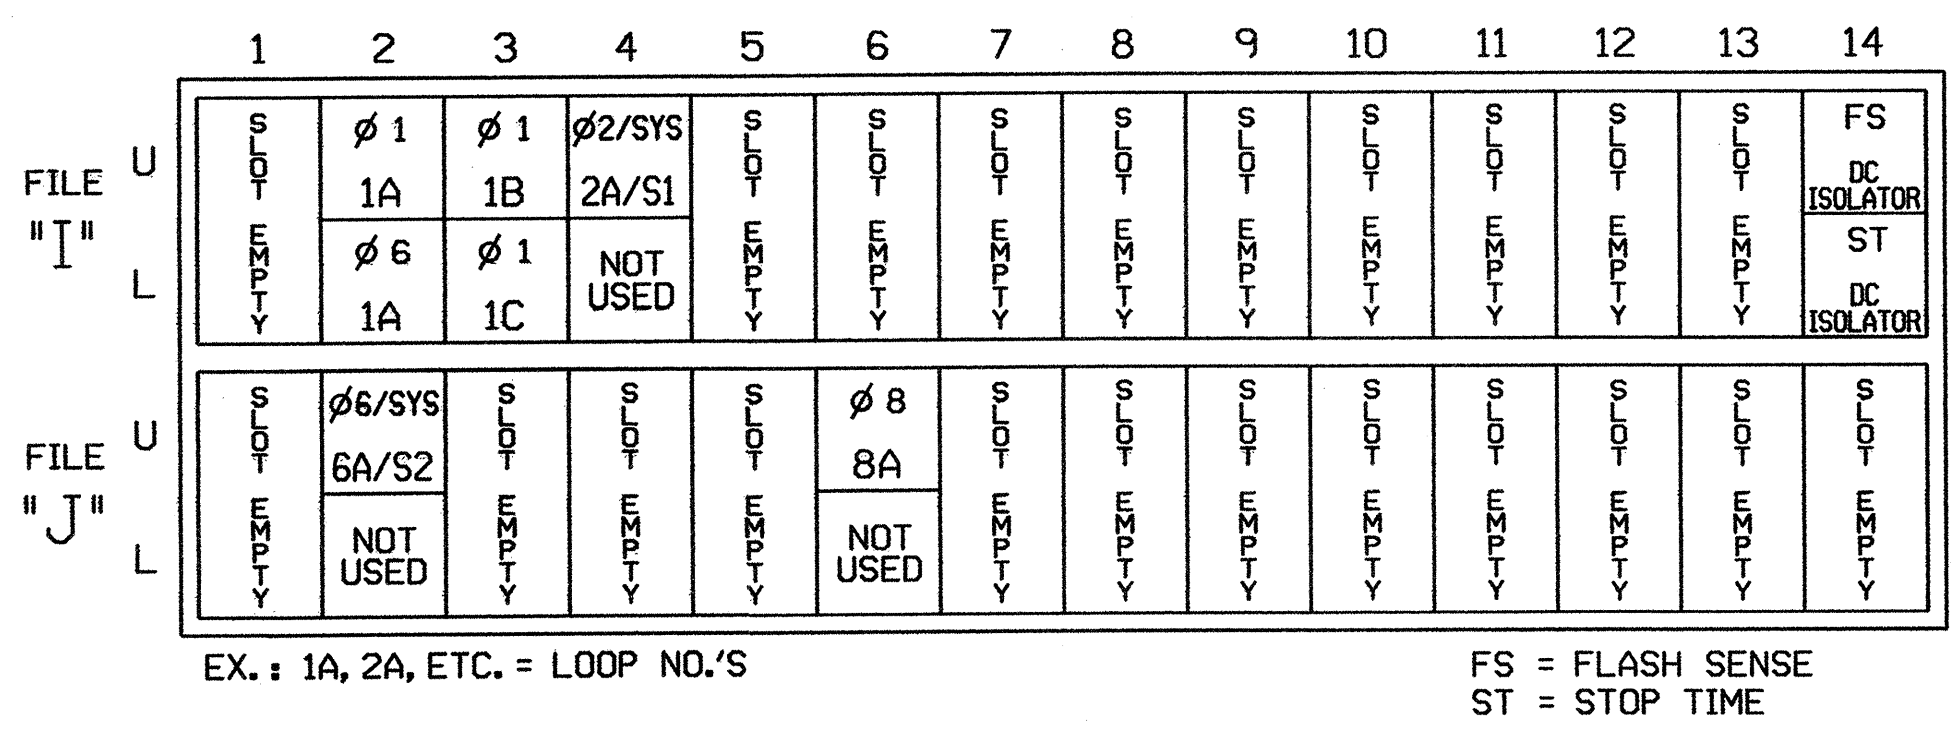 1 2 3 4 5 6 7 8 9 10 11 12 13 14
FILE "I"
U
L
SLOT EMPTY
Ø 1
1A
Ø 6
1A
Ø 1
1B
Ø 1
1C
Ø2/SYS
2A/S1
NOT
USED
SLOT EMPTY
SLOT EMPTY
SLOT EMPTY
SLOT EMPTY
SLOT EMPTY
SLOT EMPTY
SLOT EMPTY
SLOT EMPTY
SLOT EMPTY
FS
DC
ISOLATOR
ST
DC
ISOLATOR
FILE "J"
U
L
SLOT EMPTY
Ø6/SYS
6A/S2
NOT
USED
SLOT EMPTY
SLOT EMPTY
SLOT EMPTY
Ø 8
8A
NOT
USED
SLOT EMPTY
SLOT EMPTY
SLOT EMPTY
SLOT EMPTY
SLOT EMPTY
SLOT EMPTY
SLOT EMPTY
SLOT EMPTY
EX.: 1A, 2A, ETC. = LOOP NO.'S
FS = FLASH SENSE
ST = STOP TIME